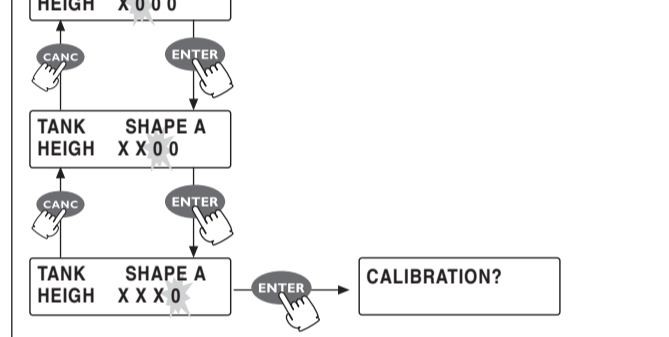 HEIGH X 0 0 0
CANC
ENTER
TANK SHAPE A
HEIGH X X 0 0
CANC
ENTER
TANK SHAPE A
HEIGH X X X 0
ENTER
CALIBRATION?